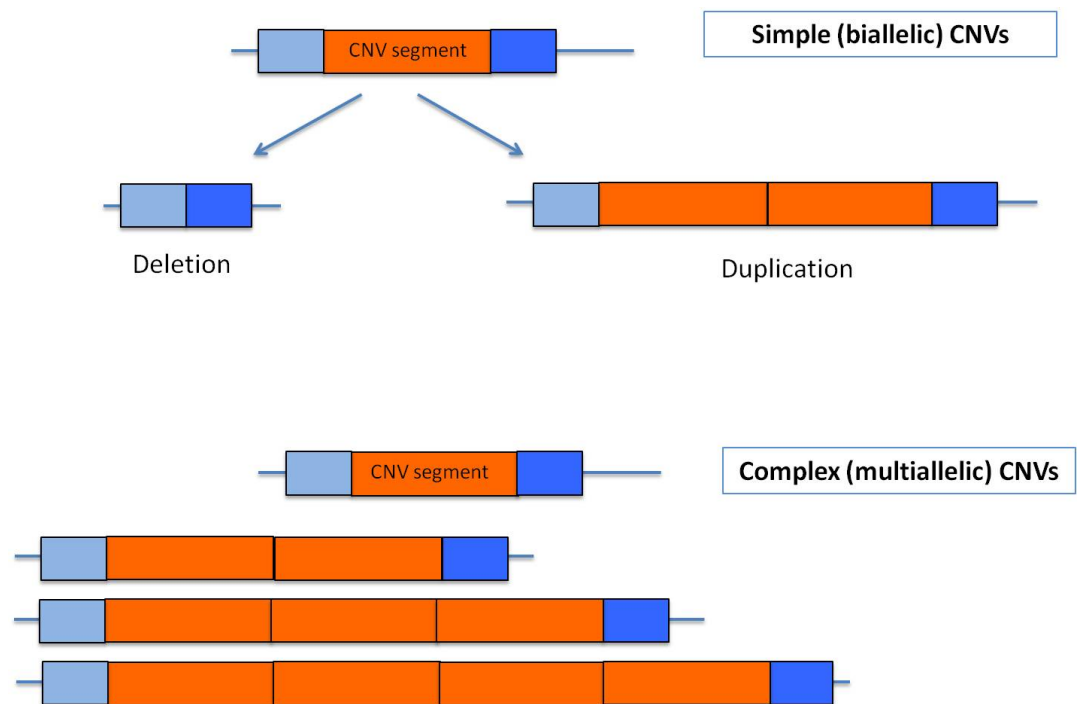 Simple (biallelic) CNVs
CNV segment
Deletion
Duplication
Complex (multiallelic) CNVs
CNV segment